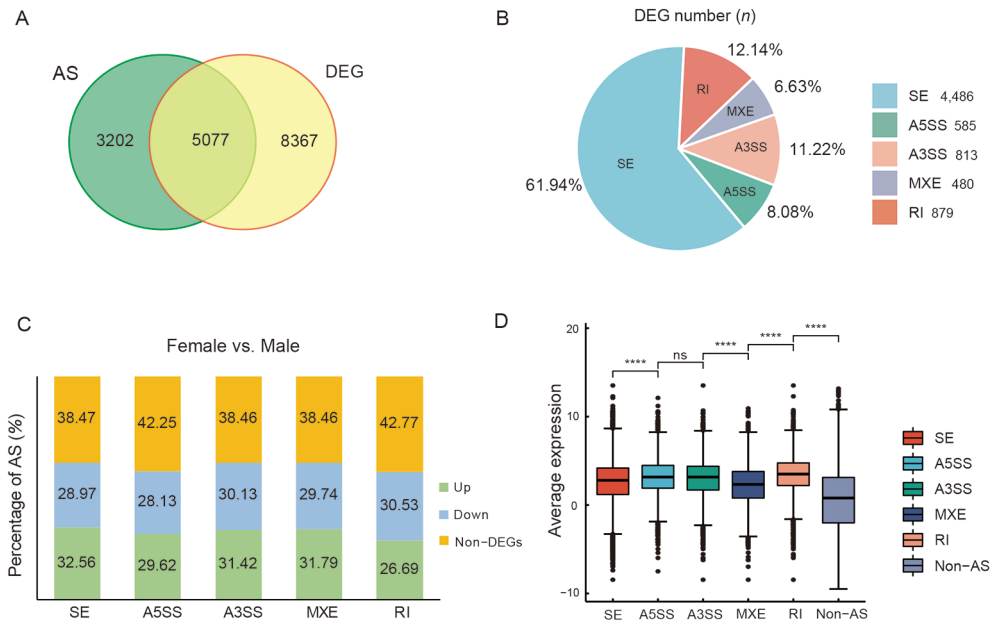 A
AS
DEG
3202
5077
8367
B
DEG number (n)
12.14%
6.63%
11.22%
8.08%
61.94%
RI
MXE
A3SS
A5SS
SE
SE 4,486
A5SS 585
A3SS 813
MXE 480
RI 879
C
Female vs. Male
Percentage of AS (%)
38.47 42.25 38.46 38.46 42.77
28.97 28.13 30.13 29.74 30.53
32.56 29.62 31.42 31.79 26.69
SE A5SS A3SS MXE RI
Up
Down
Non-DEGs
D
Average expression
20
10
0
−10
**** ns **** **** ****
SE A5SS A3SS MXE RI Non−AS
SE
A5SS
A3SS
MXE
RI
Non−AS